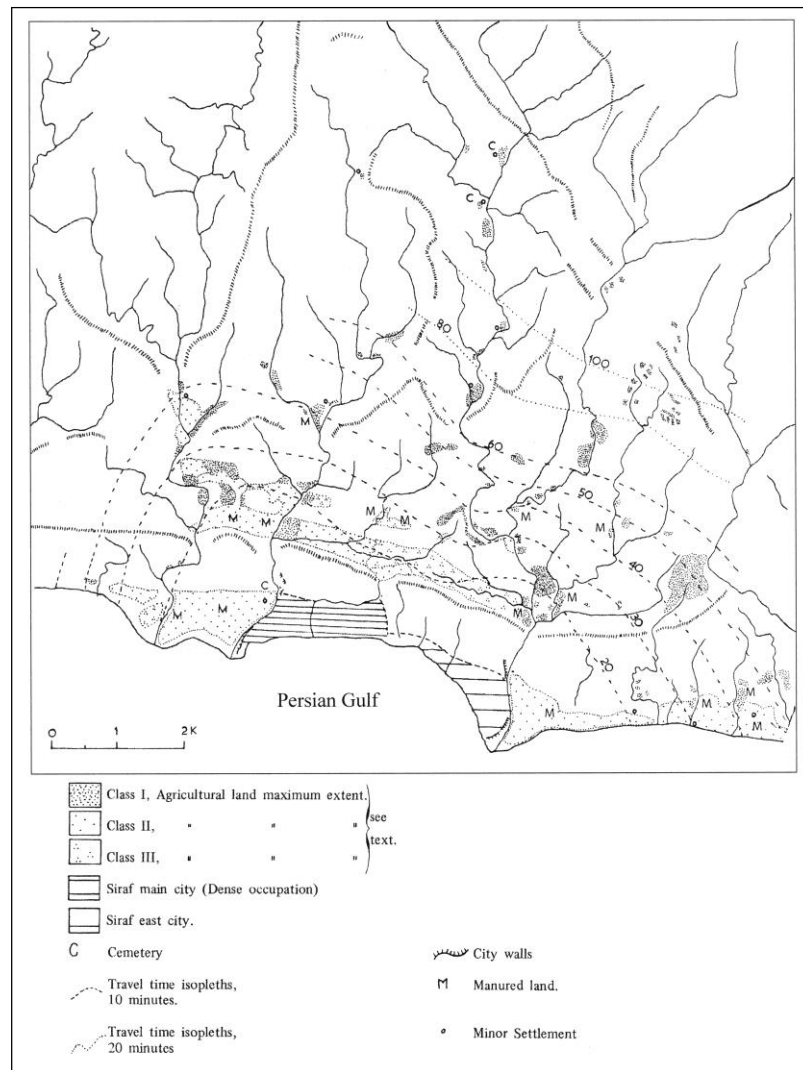 C
C
80
100
M
60
50
M
M
M
M
M
M
M
40
C
M
M
M
M
30
20
M
M
M
M
Persian Gulf
0 1 2 K
Class I, Agricultural land maximum extent.
Class II, " " "
Class III, " " "
see
text.
Siraf main city (Dense occupation)
Siraf east city.
C Cemetery
City walls
Travel time isopleths,
10 minutes.
M Manured land.
Travel time isopleths,
20 minutes
Minor Settlement